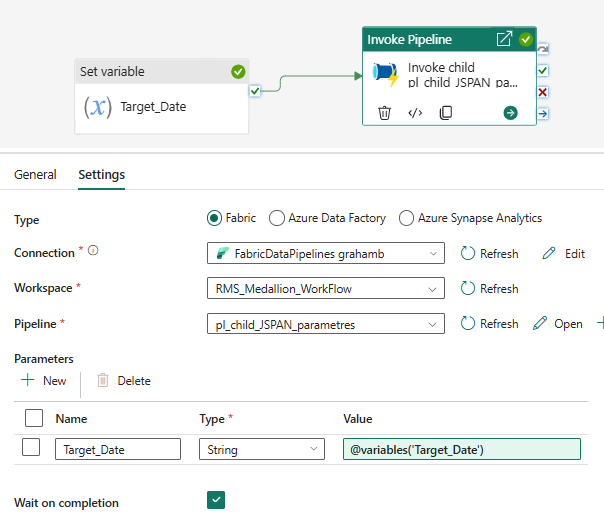 Set variable
(x) Target_Date
Invoke Pipeline
Invoke child
pl_child_JSPAN_pa...
General Settings
Type Fabric Azure Data Factory Azure Synapse Analytics
Connection * FabricDataPipelines grahamb Refresh Edit
Workspace * RMS_Medallion_WorkFlow Refresh
Pipeline * pl_child_JSPAN_parametres Refresh Open
Parameters
New Delete
Name Type * Value
Target_Date String @variables('Target_Date')
Wait on completion